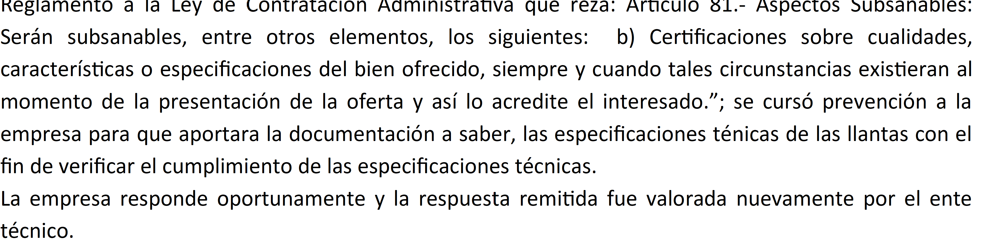 Reglamento a la Ley de Contratación Administrativa que reza: Artículo 81.- Aspectos Subsanables:
Serán subsanables, entre otros elementos, los siguientes: b) Certificaciones sobre cualidades,
características o especificaciones del bien ofrecido, siempre y cuando tales circunstancias existieran al
momento de la presentación de la oferta y así lo acredite el interesado.”; se cursó prevención a la
empresa para que aportara la documentación a saber, las especificaciones ténicas de las llantas con el
fin de verificar el cumplimiento de las especificaciones técnicas.
La empresa responde oportunamente y la respuesta remitida fue valorada nuevamente por el ente
técnico.